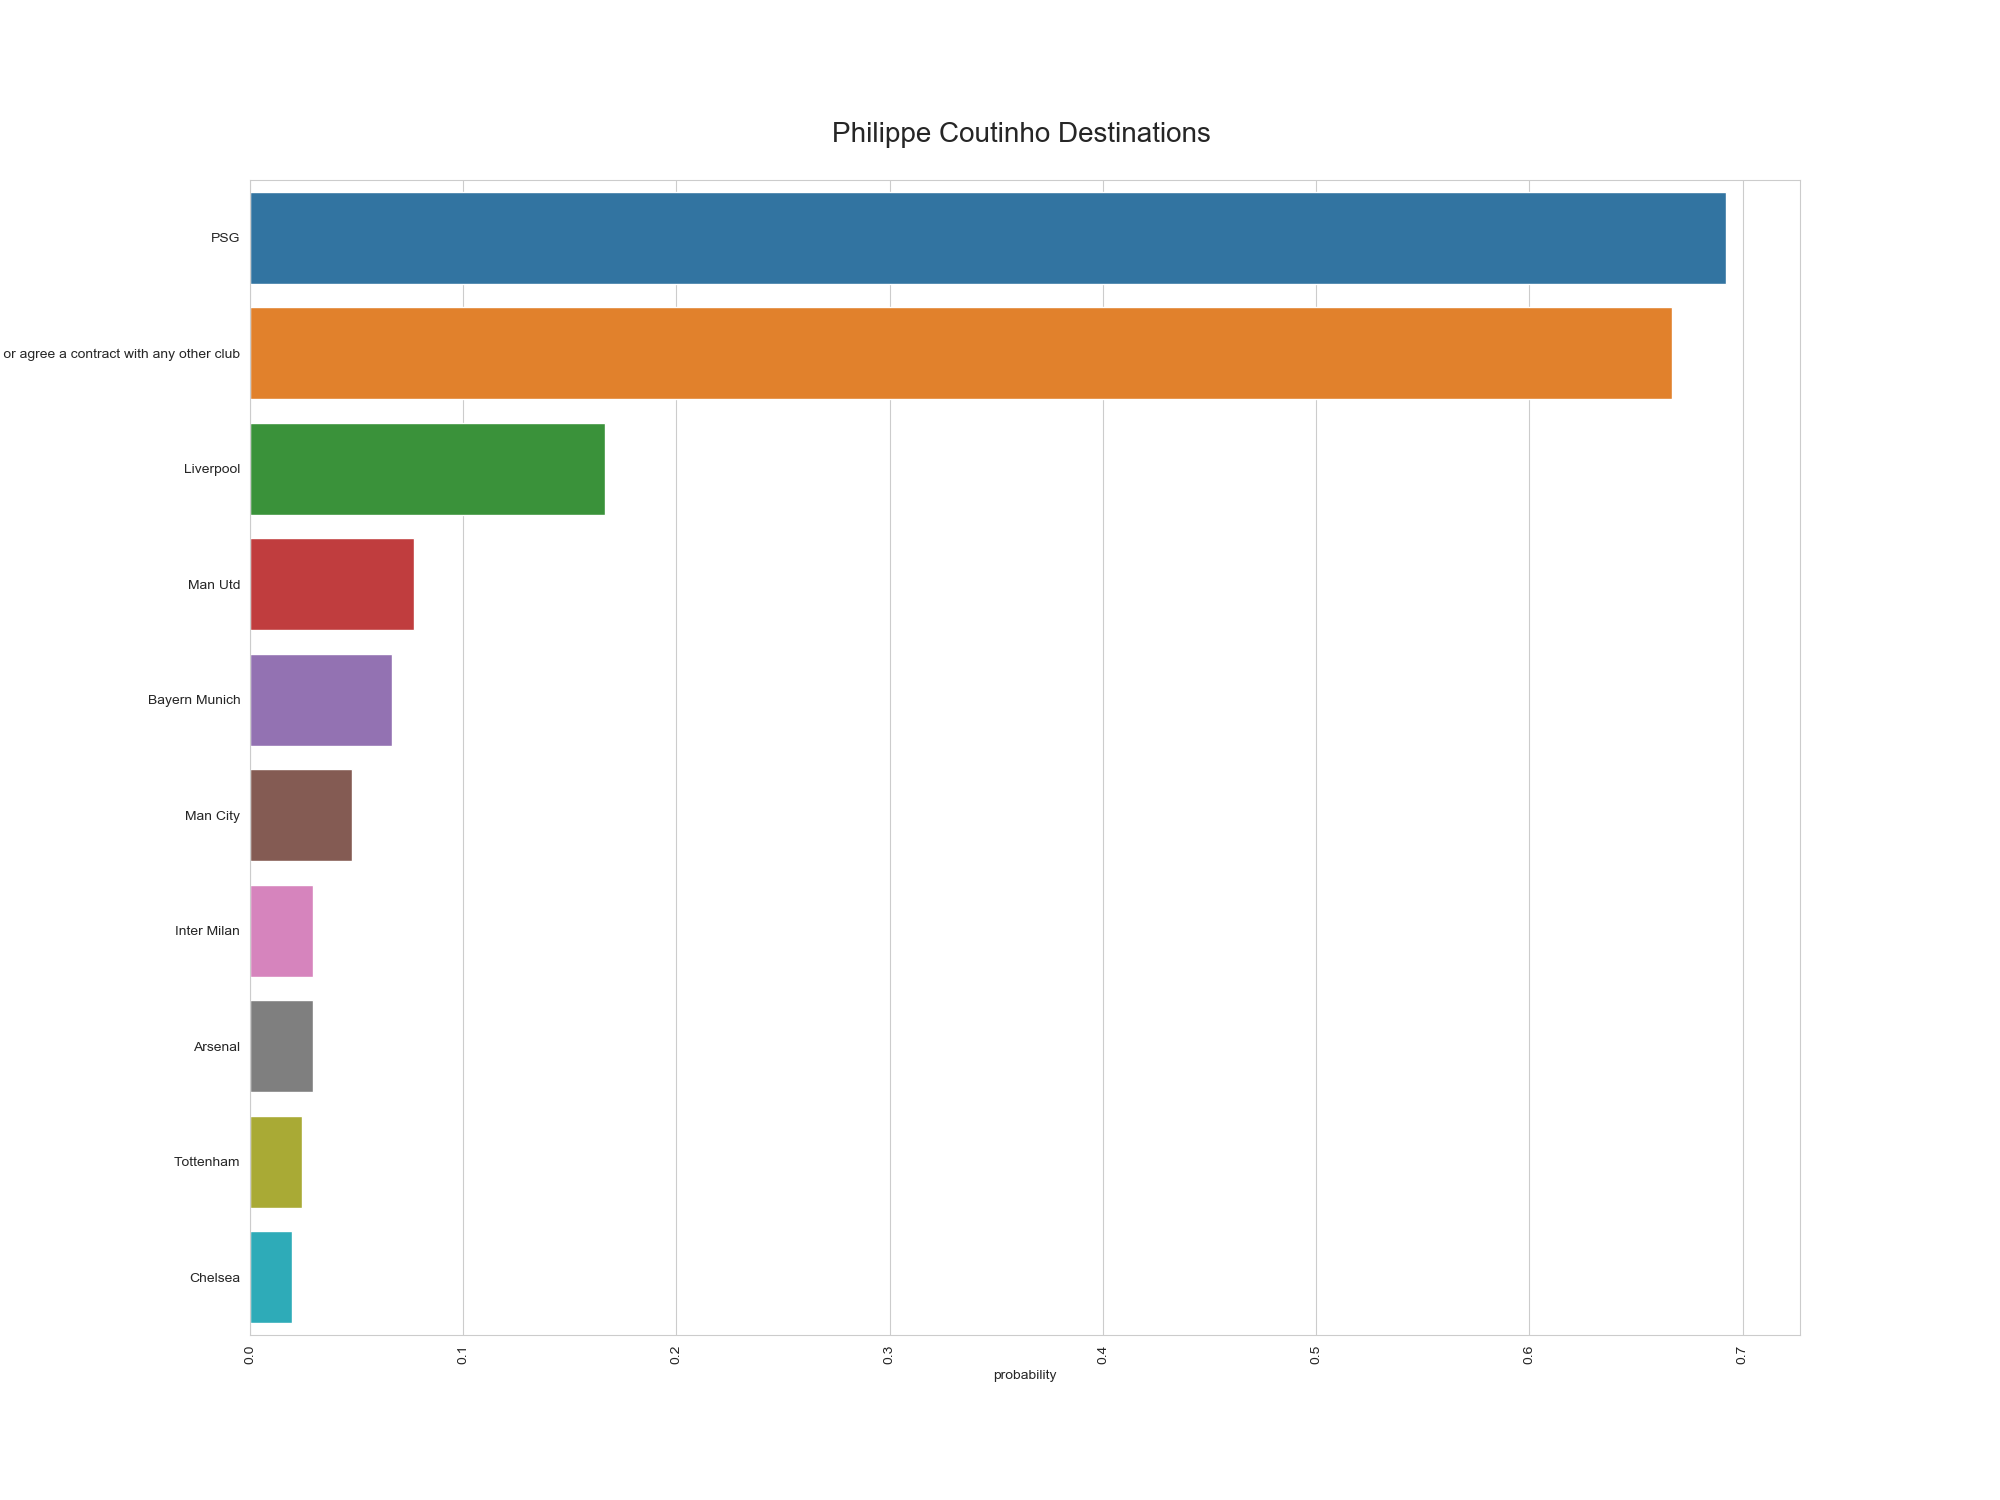 Philippe Coutinho Destinations
PSG
or agree a contract with any other club
Liverpool
Man Utd
Bayern Munich
Man City
Inter Milan
Arsenal
Tottenham
Chelsea
0.0
0.1
0.2
0.3
0.4
0.5
0.6
0.7
probability